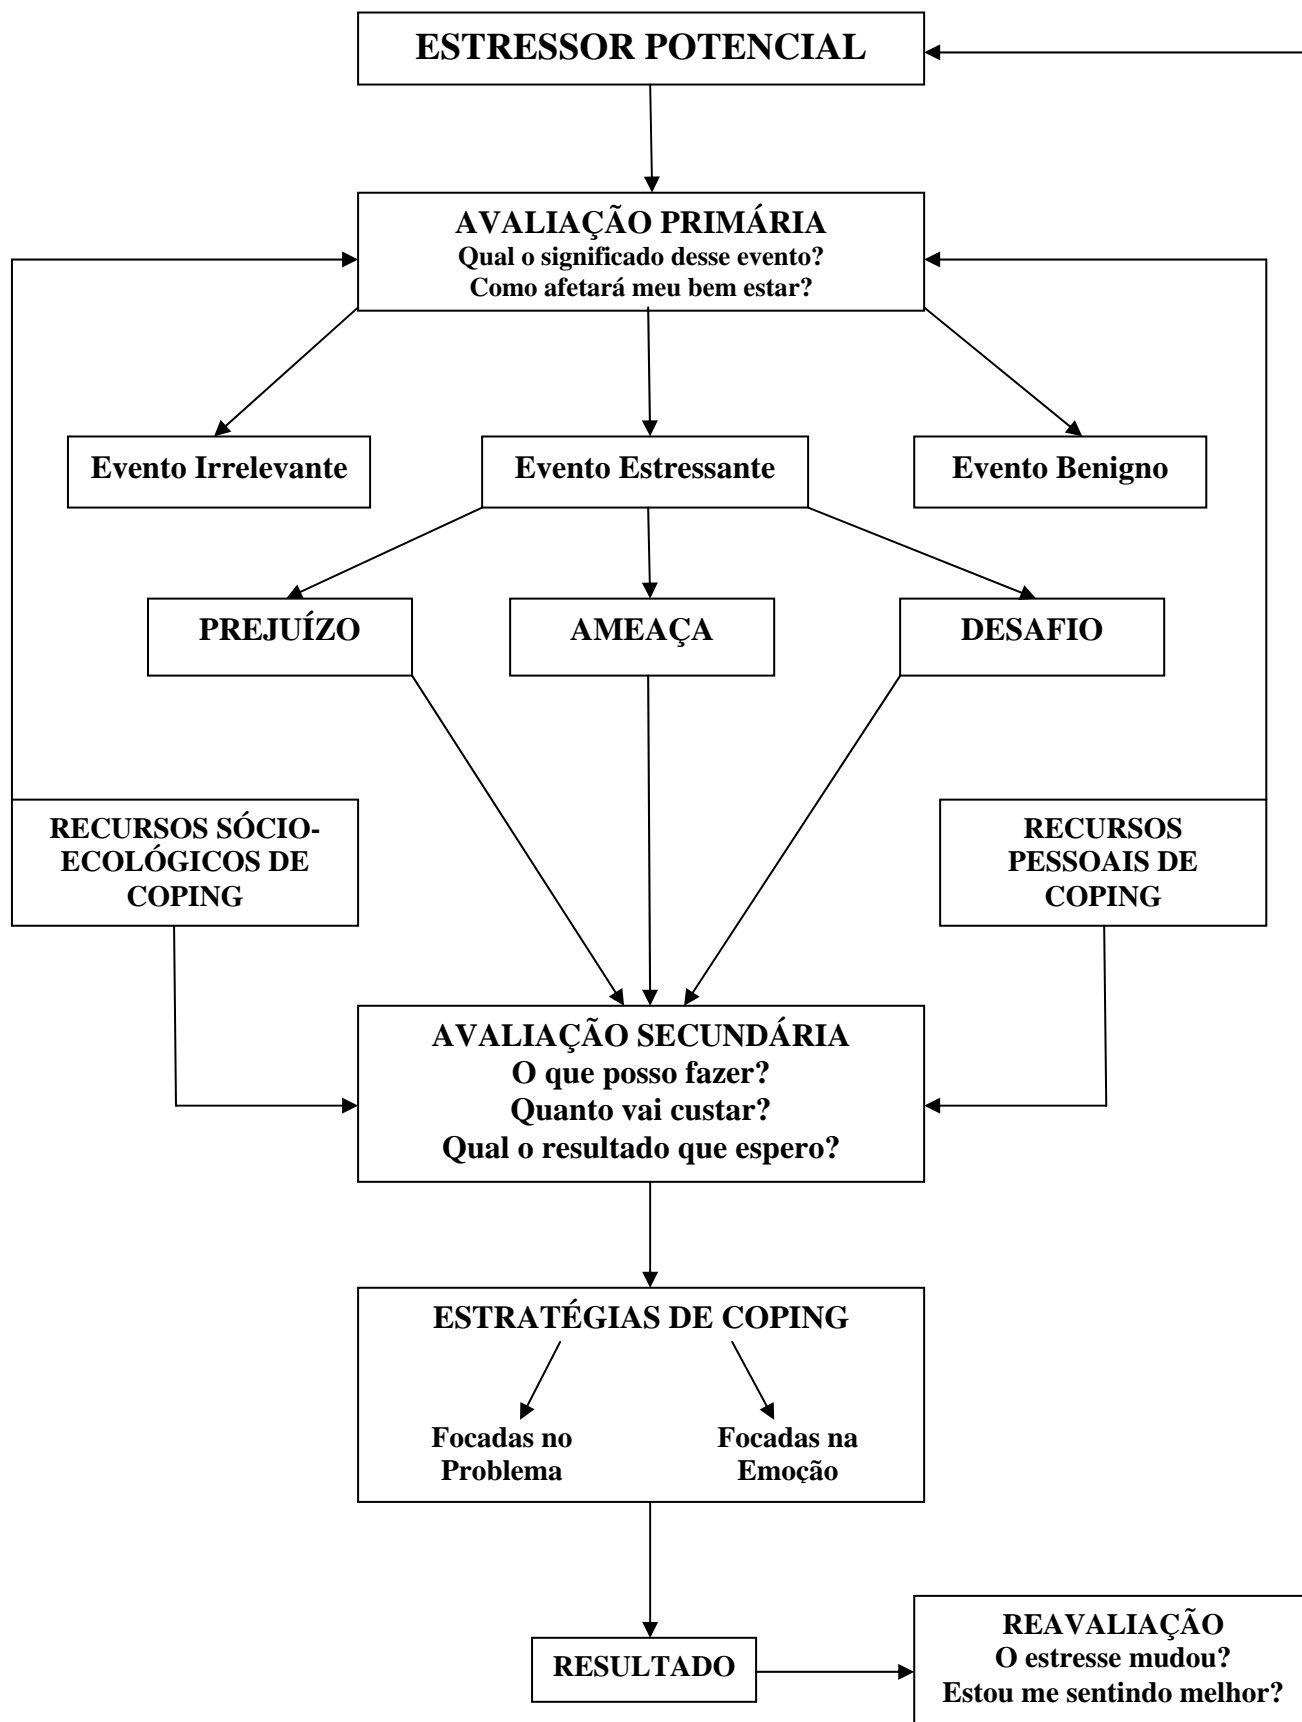 ESTRESSOR POTENCIAL
AVALIAÇÃO PRIMÁRIA
Qual o significado desse evento?
Como afetará meu bem estar?
Evento Irrelevante
Evento Estressante
Evento Benigno
PREJUÍZO
AMEAÇA
DESAFIO
RECURSOS SÓCIO-
ECOLÓGICOS DE
COPING
RECURSOS
PESSOAIS DE
COPING
AVALIAÇÃO SECUNDÁRIA
O que posso fazer?
Quanto vai custar?
Qual o resultado que espero?
ESTRATÉGIAS DE COPING
Focadas no
Problema
Focadas na
Emoção
RESULTADO
REAVALIAÇÃO
O estresse mudou?
Estou me sentindo melhor?